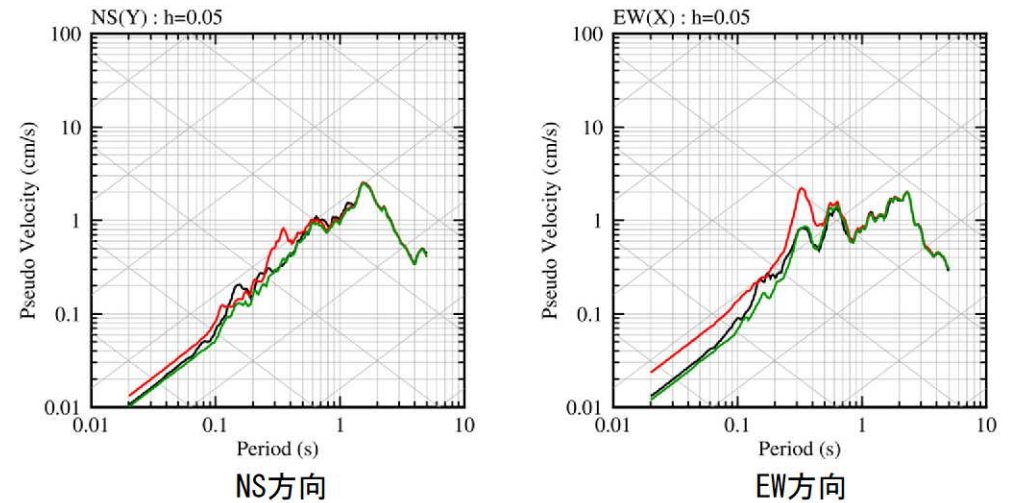 NS(Y) : h=0.05
100
10
1
0.1
0.01
Pseudo Velocity (cm/s)
0.01
0.1
1
10
Period (s)
NS方向
EW(X) : h=0.05
100
10
1
0.1
0.01
Pseudo Velocity (cm/s)
0.01
0.1
1
10
Period (s)
EW方向